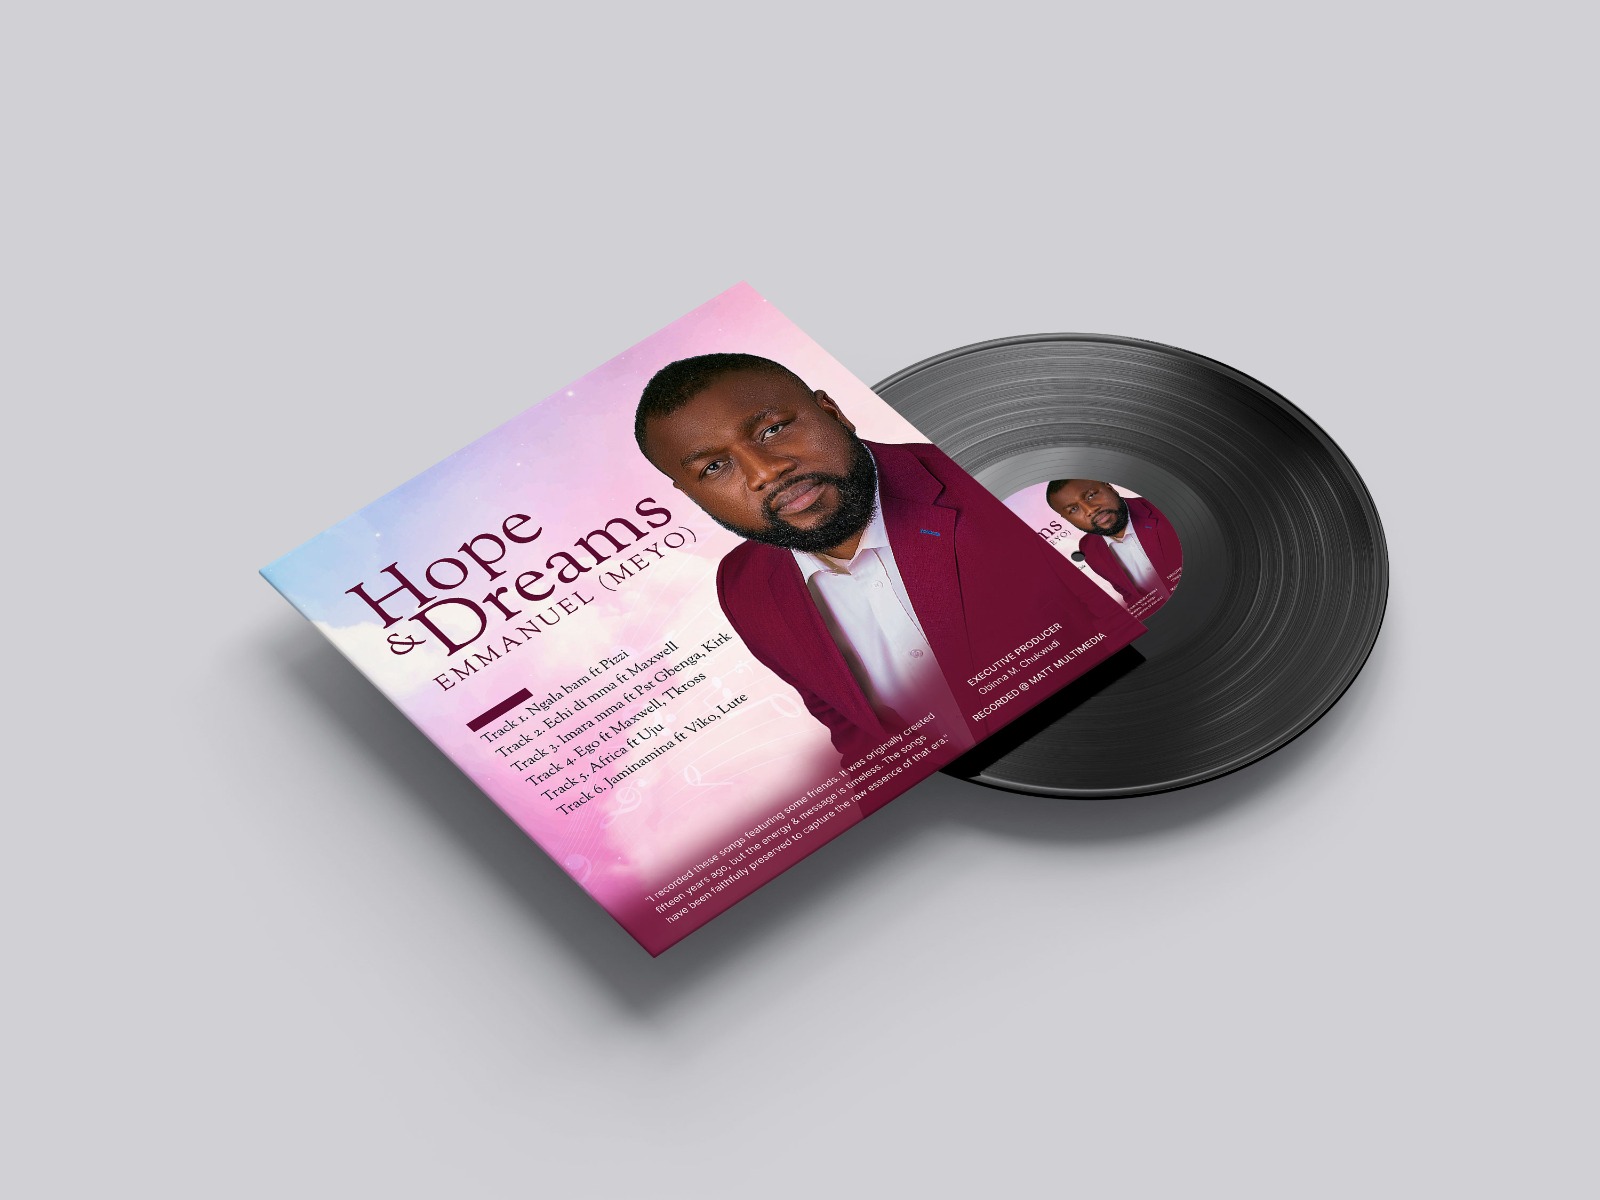 Hope
& Dreams
EMMANUEL (MEYO)
Track 1. Ngala bam ft Pizzi
Track 2. Echi di mma ft Maxwell
Track 3. Imara mma ft Pst Gbenga, Kirk
Track 4. Ego ft Maxwell, Tkross
Track 5. Africa ft Uju
Track 6. Jaminamina ft Viko, Lute
"I recorded these songs featuring some friends. It was originally created
fifteen years ago, but the energy & message is timeless. The songs
have been faithfully preserved to capture the raw essence of that era."
EXECUTIVE PRODUCER
Obinna M. Chukwudi
RECORDED @ MATT MULTIMEDIA
ms
EYO)